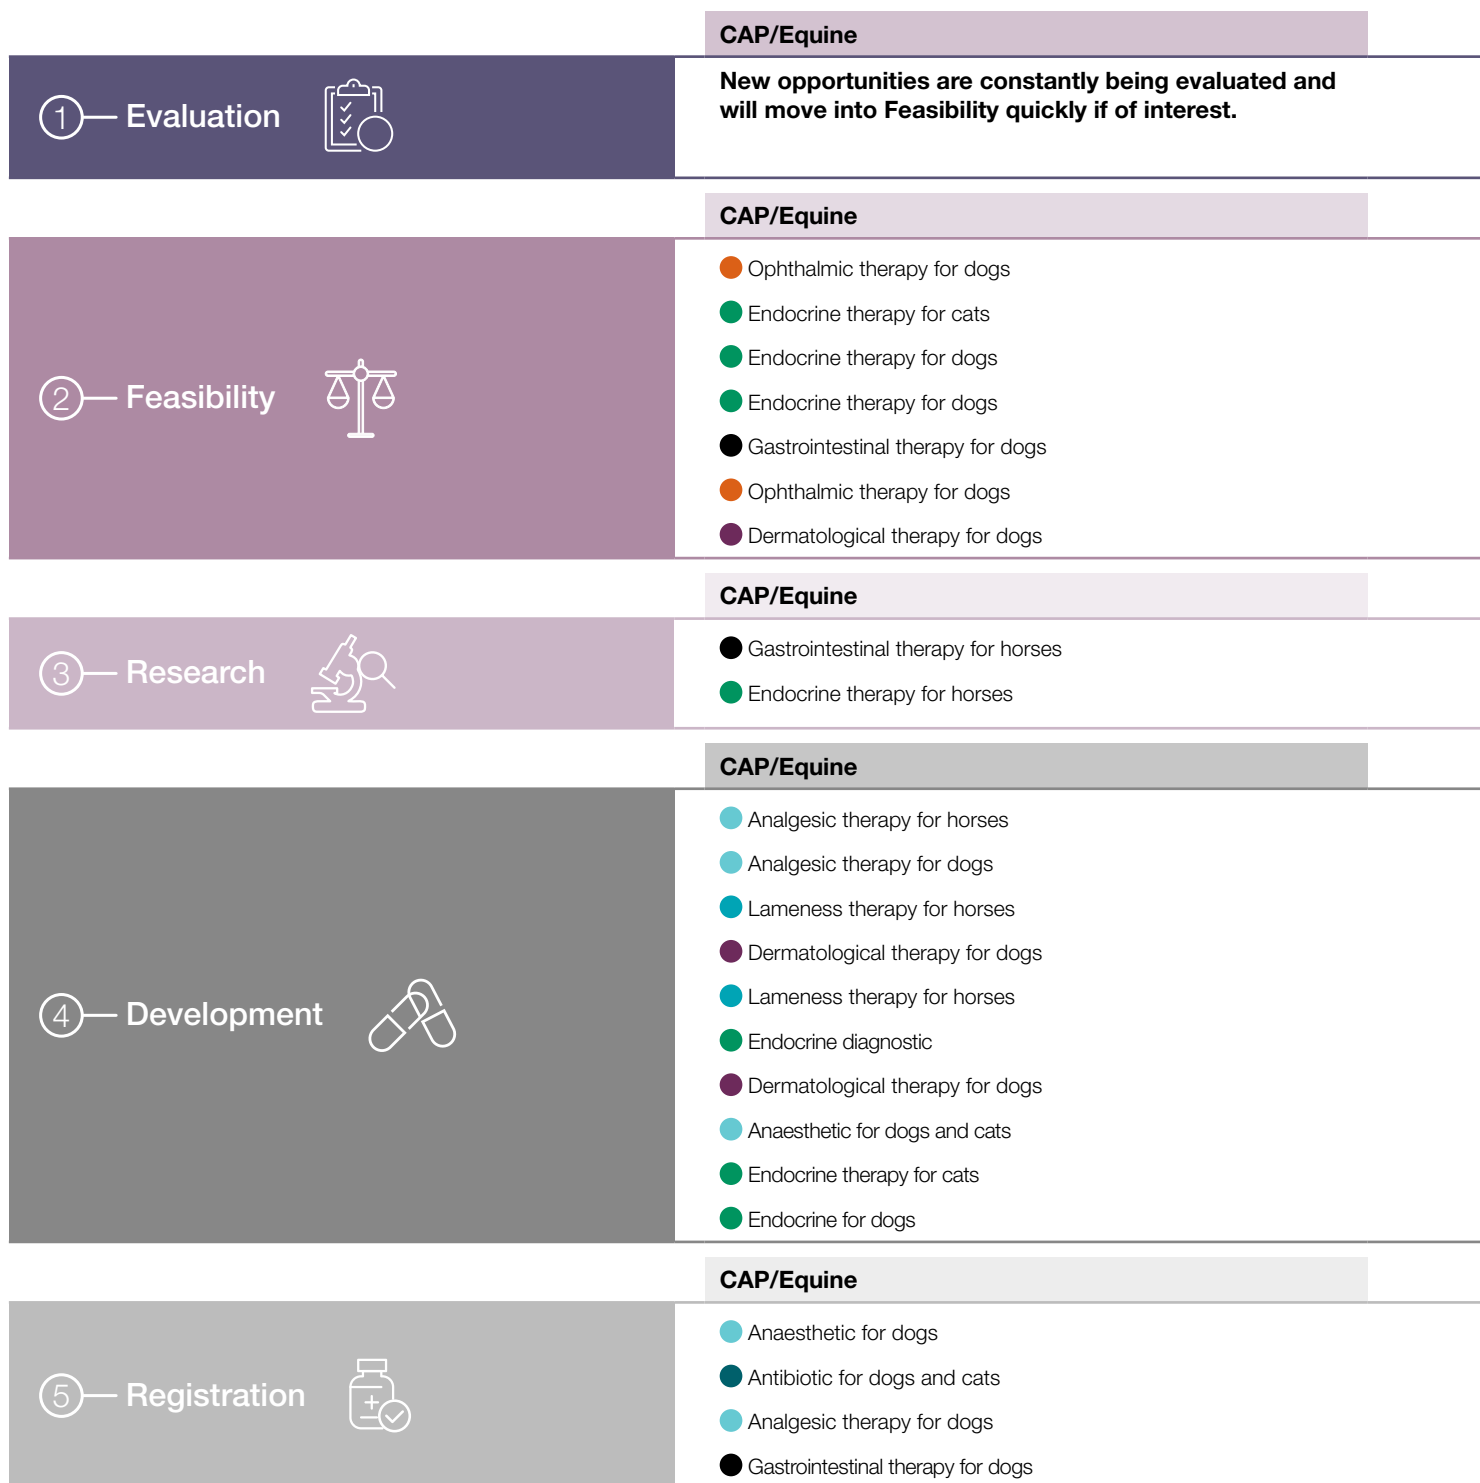 CAP/Equine
1 Evaluation
New opportunities are constantly being evaluated and
will move into Feasibility quickly if of interest.
CAP/Equine
2 Feasibility
Ophthalmic therapy for dogs
Endocrine therapy for cats
Endocrine therapy for dogs
Endocrine therapy for dogs
Gastrointestinal therapy for dogs
Ophthalmic therapy for dogs
Dermatological therapy for dogs
CAP/Equine
3 Research
Gastrointestinal therapy for horses
Endocrine therapy for horses
CAP/Equine
4 Development
Analgesic therapy for horses
Analgesic therapy for dogs
Lameness therapy for horses
Dermatological therapy for dogs
Lameness therapy for horses
Endocrine diagnostic
Dermatological therapy for dogs
Anaesthetic for dogs and cats
Endocrine therapy for cats
Endocrine for dogs
CAP/Equine
5 Registration
Anaesthetic for dogs
Antibiotic for dogs and cats
Analgesic therapy for dogs
Gastrointestinal therapy for dogs